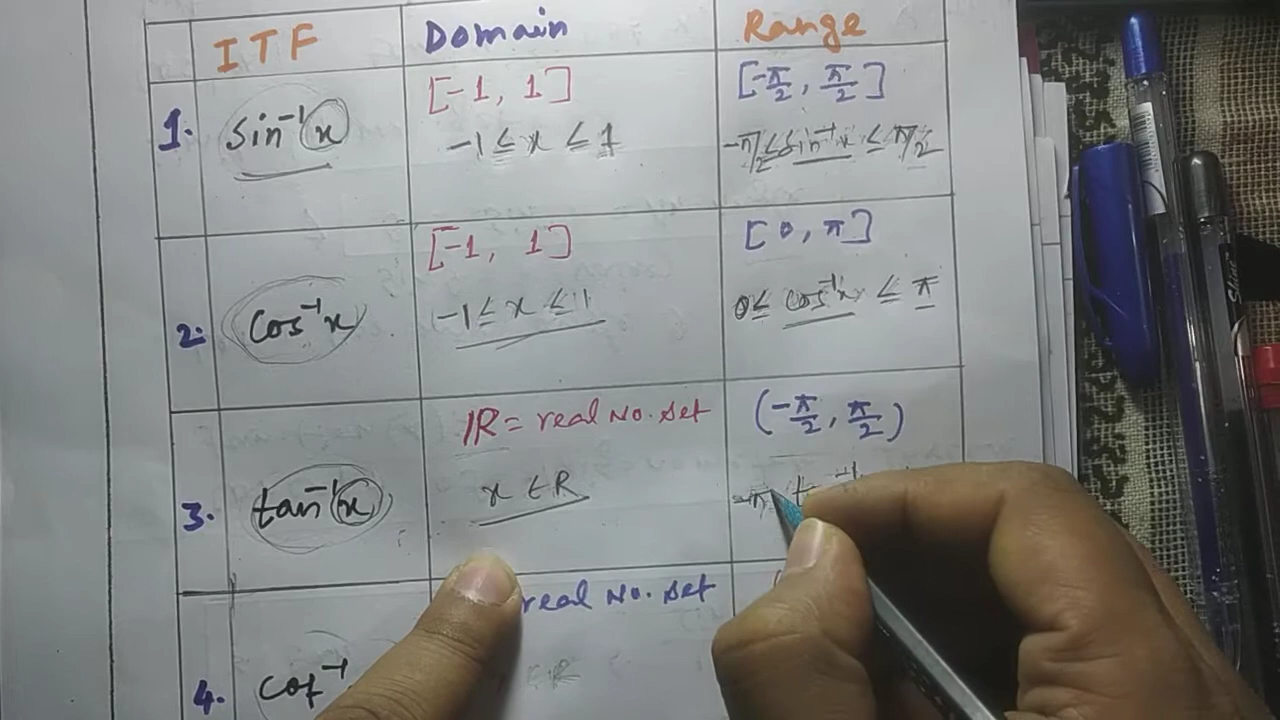 ITF Domain Range
1. sin⁻¹(x) [-1, 1] [-π/2, π/2]
-1 ≤ x ≤ 1 -π/2 ≤ sin⁻¹x ≤ π/2
2. cos⁻¹x [-1, 1] [0, π]
-1 ≤ x ≤ 1 0 ≤ cos⁻¹x ≤ π
3. tan⁻¹(x) IR = real No. set (-π/2, π/2)
x ∈ R
real No. set
4. cot⁻¹